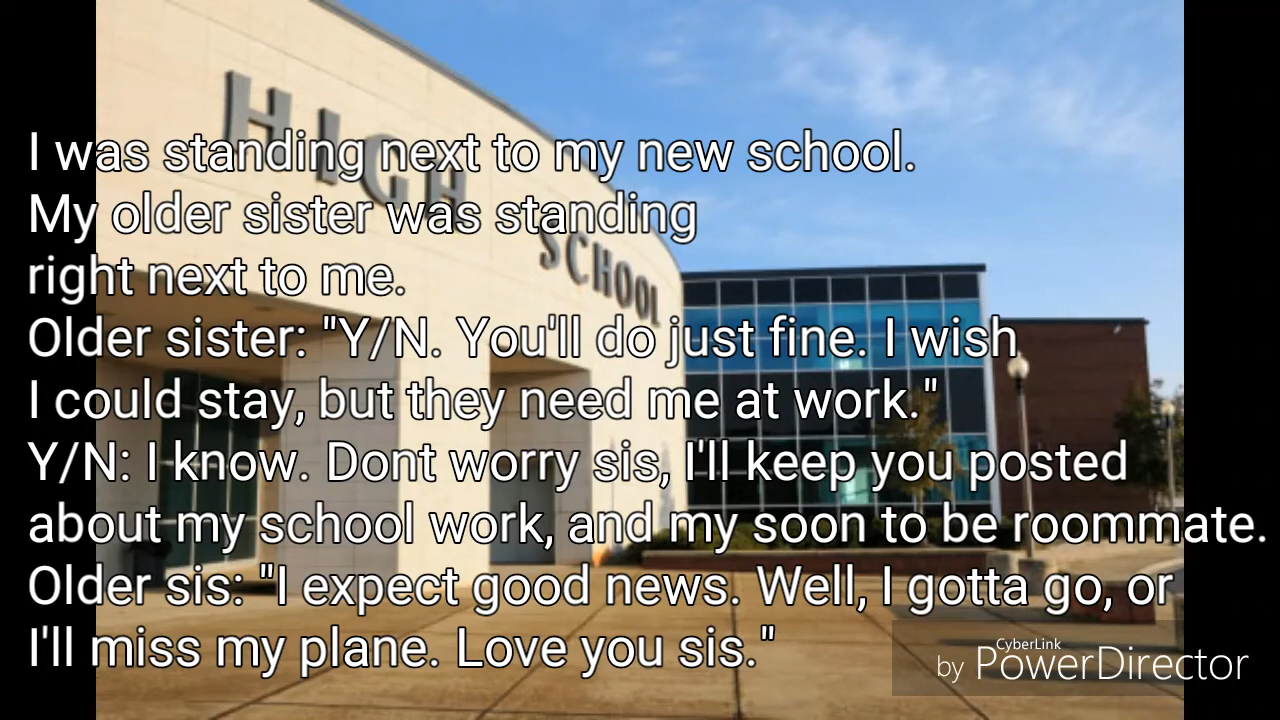 HIGH
SCHOOL
I was standing next to my new school.
My older sister was standing
right next to me.
Older sister: "Y/N. You'll do just fine. I wish
I could stay, but they need me at work."
Y/N: I know. Dont worry sis, I'll keep you posted
about my school work, and my soon to be roommate.
Older sis: "I expect good news. Well, I gotta go, or
I'll miss my plane. Love you sis."
CyberLink
by PowerDirector